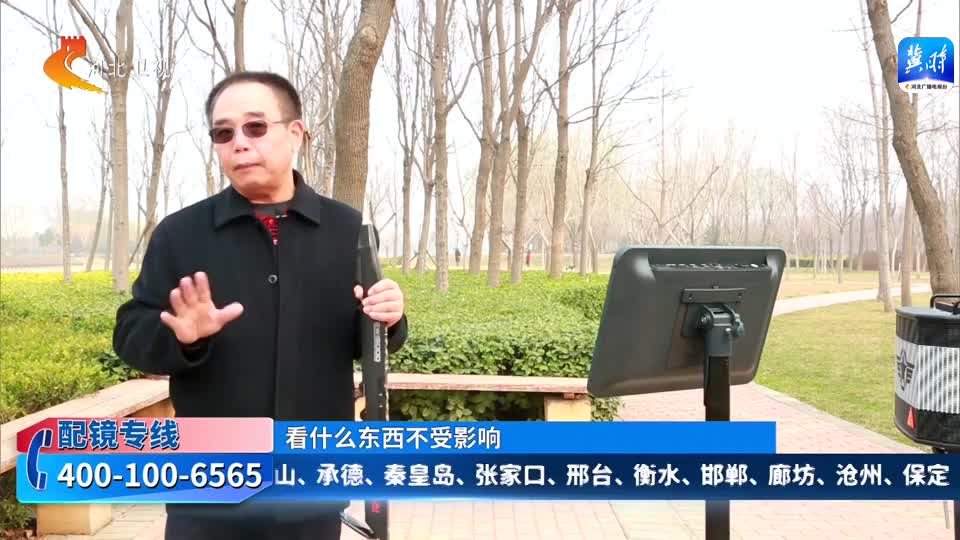 河北卫视
冀时
河北广播电视台
配镜专线
看什么东西不受影响
400-100-6565
山、承德、秦皇岛、张家口、邢台、衡水、邯郸、廊坊、沧州、保定